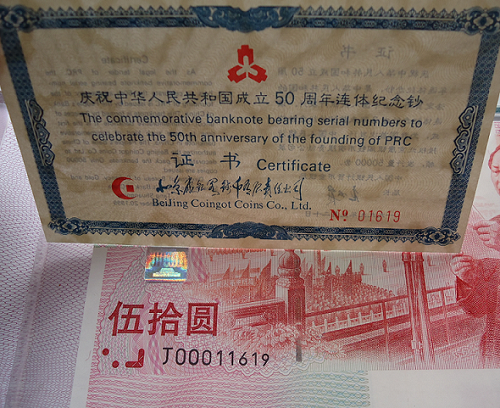 庆祝中华人民共和国成立50周年连体纪念钞
The commemorative banknote bearing serial numbers to
celebrate the 50th anniversary of the founding of PRC
证书 Certificate
BeiJing Coingot Coins Co., Ltd.
№ 01619
伍拾圆
J00011619